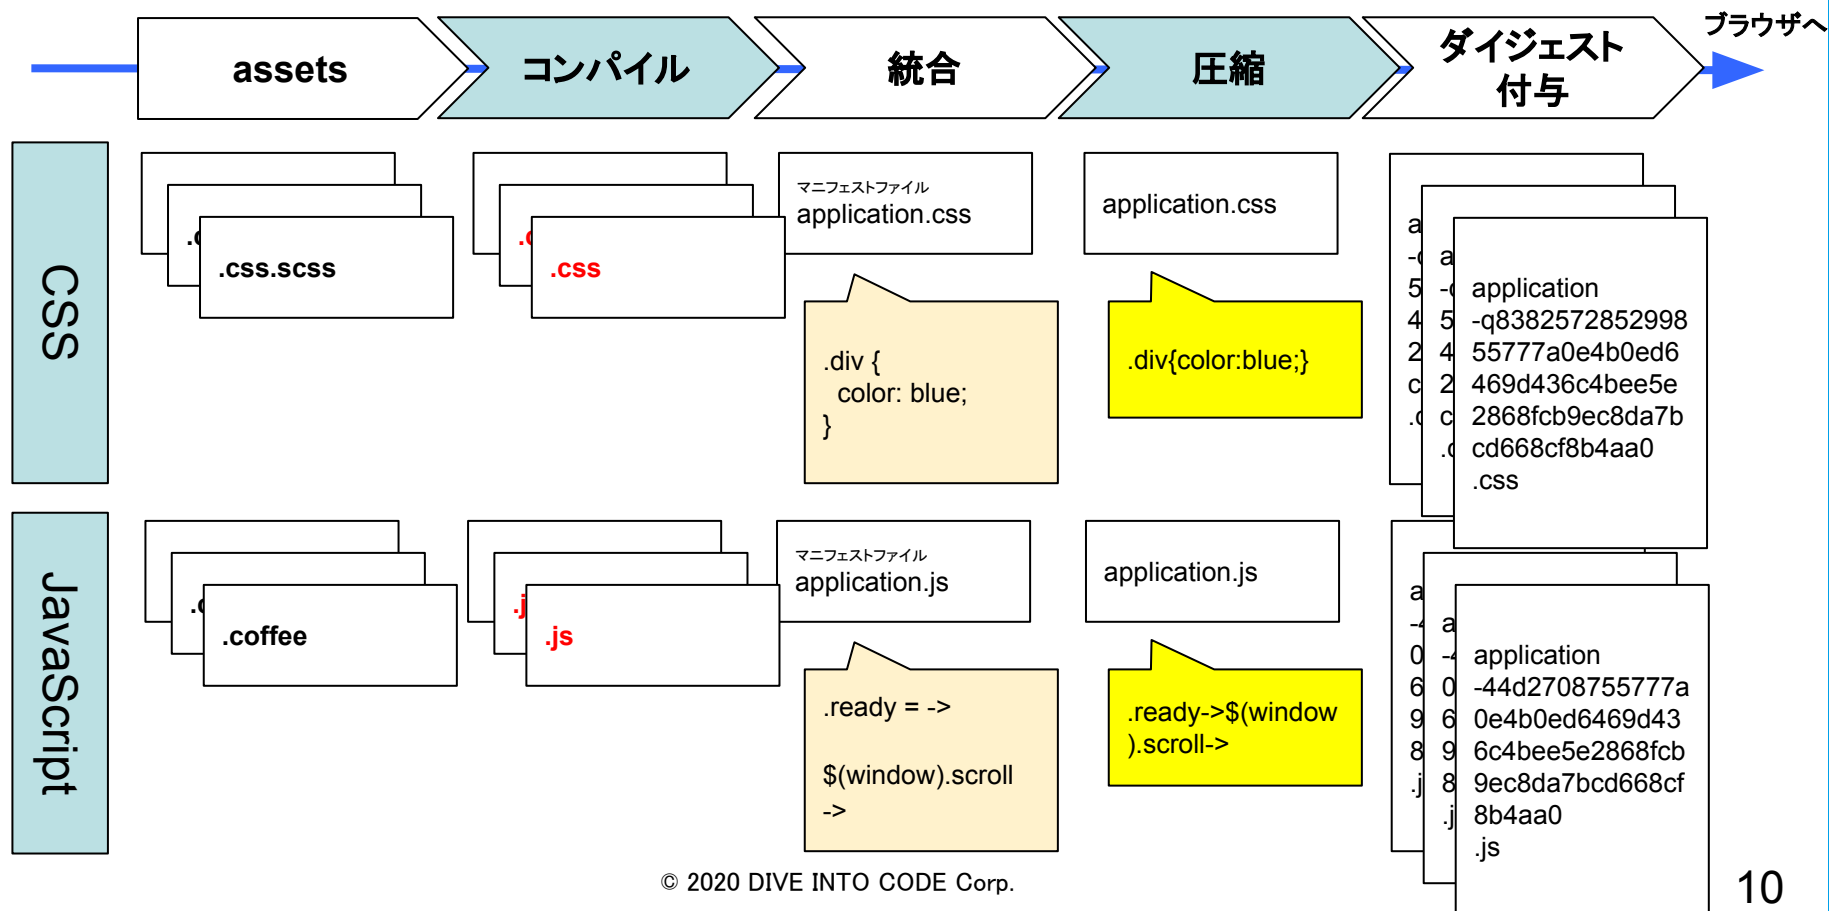 ブラウザへ
assets
コンパイル
統合
圧縮
ダイジェスト
付与
CSS
.css.scss
.css
マニフェストファイル
application.css
.div {
color: blue;
}
application.css
.div{color:blue;}
application
-q8382572852998
55777a0e4b0ed6
469d436c4bee5e
2868fcb9ec8da7b
cd668cf8b4aa0
.css
JavaScript
.coffee
.js
マニフェストファイル
application.js
.ready = ->
$(window).scroll
->
application.js
.ready->$(window
).scroll->
application
-44d2708755777a
0e4b0ed6469d43
6c4bee5e2868fcb
9ec8da7bcd668cf
8b4aa0
.js
© 2020 DIVE INTO CODE Corp.
10